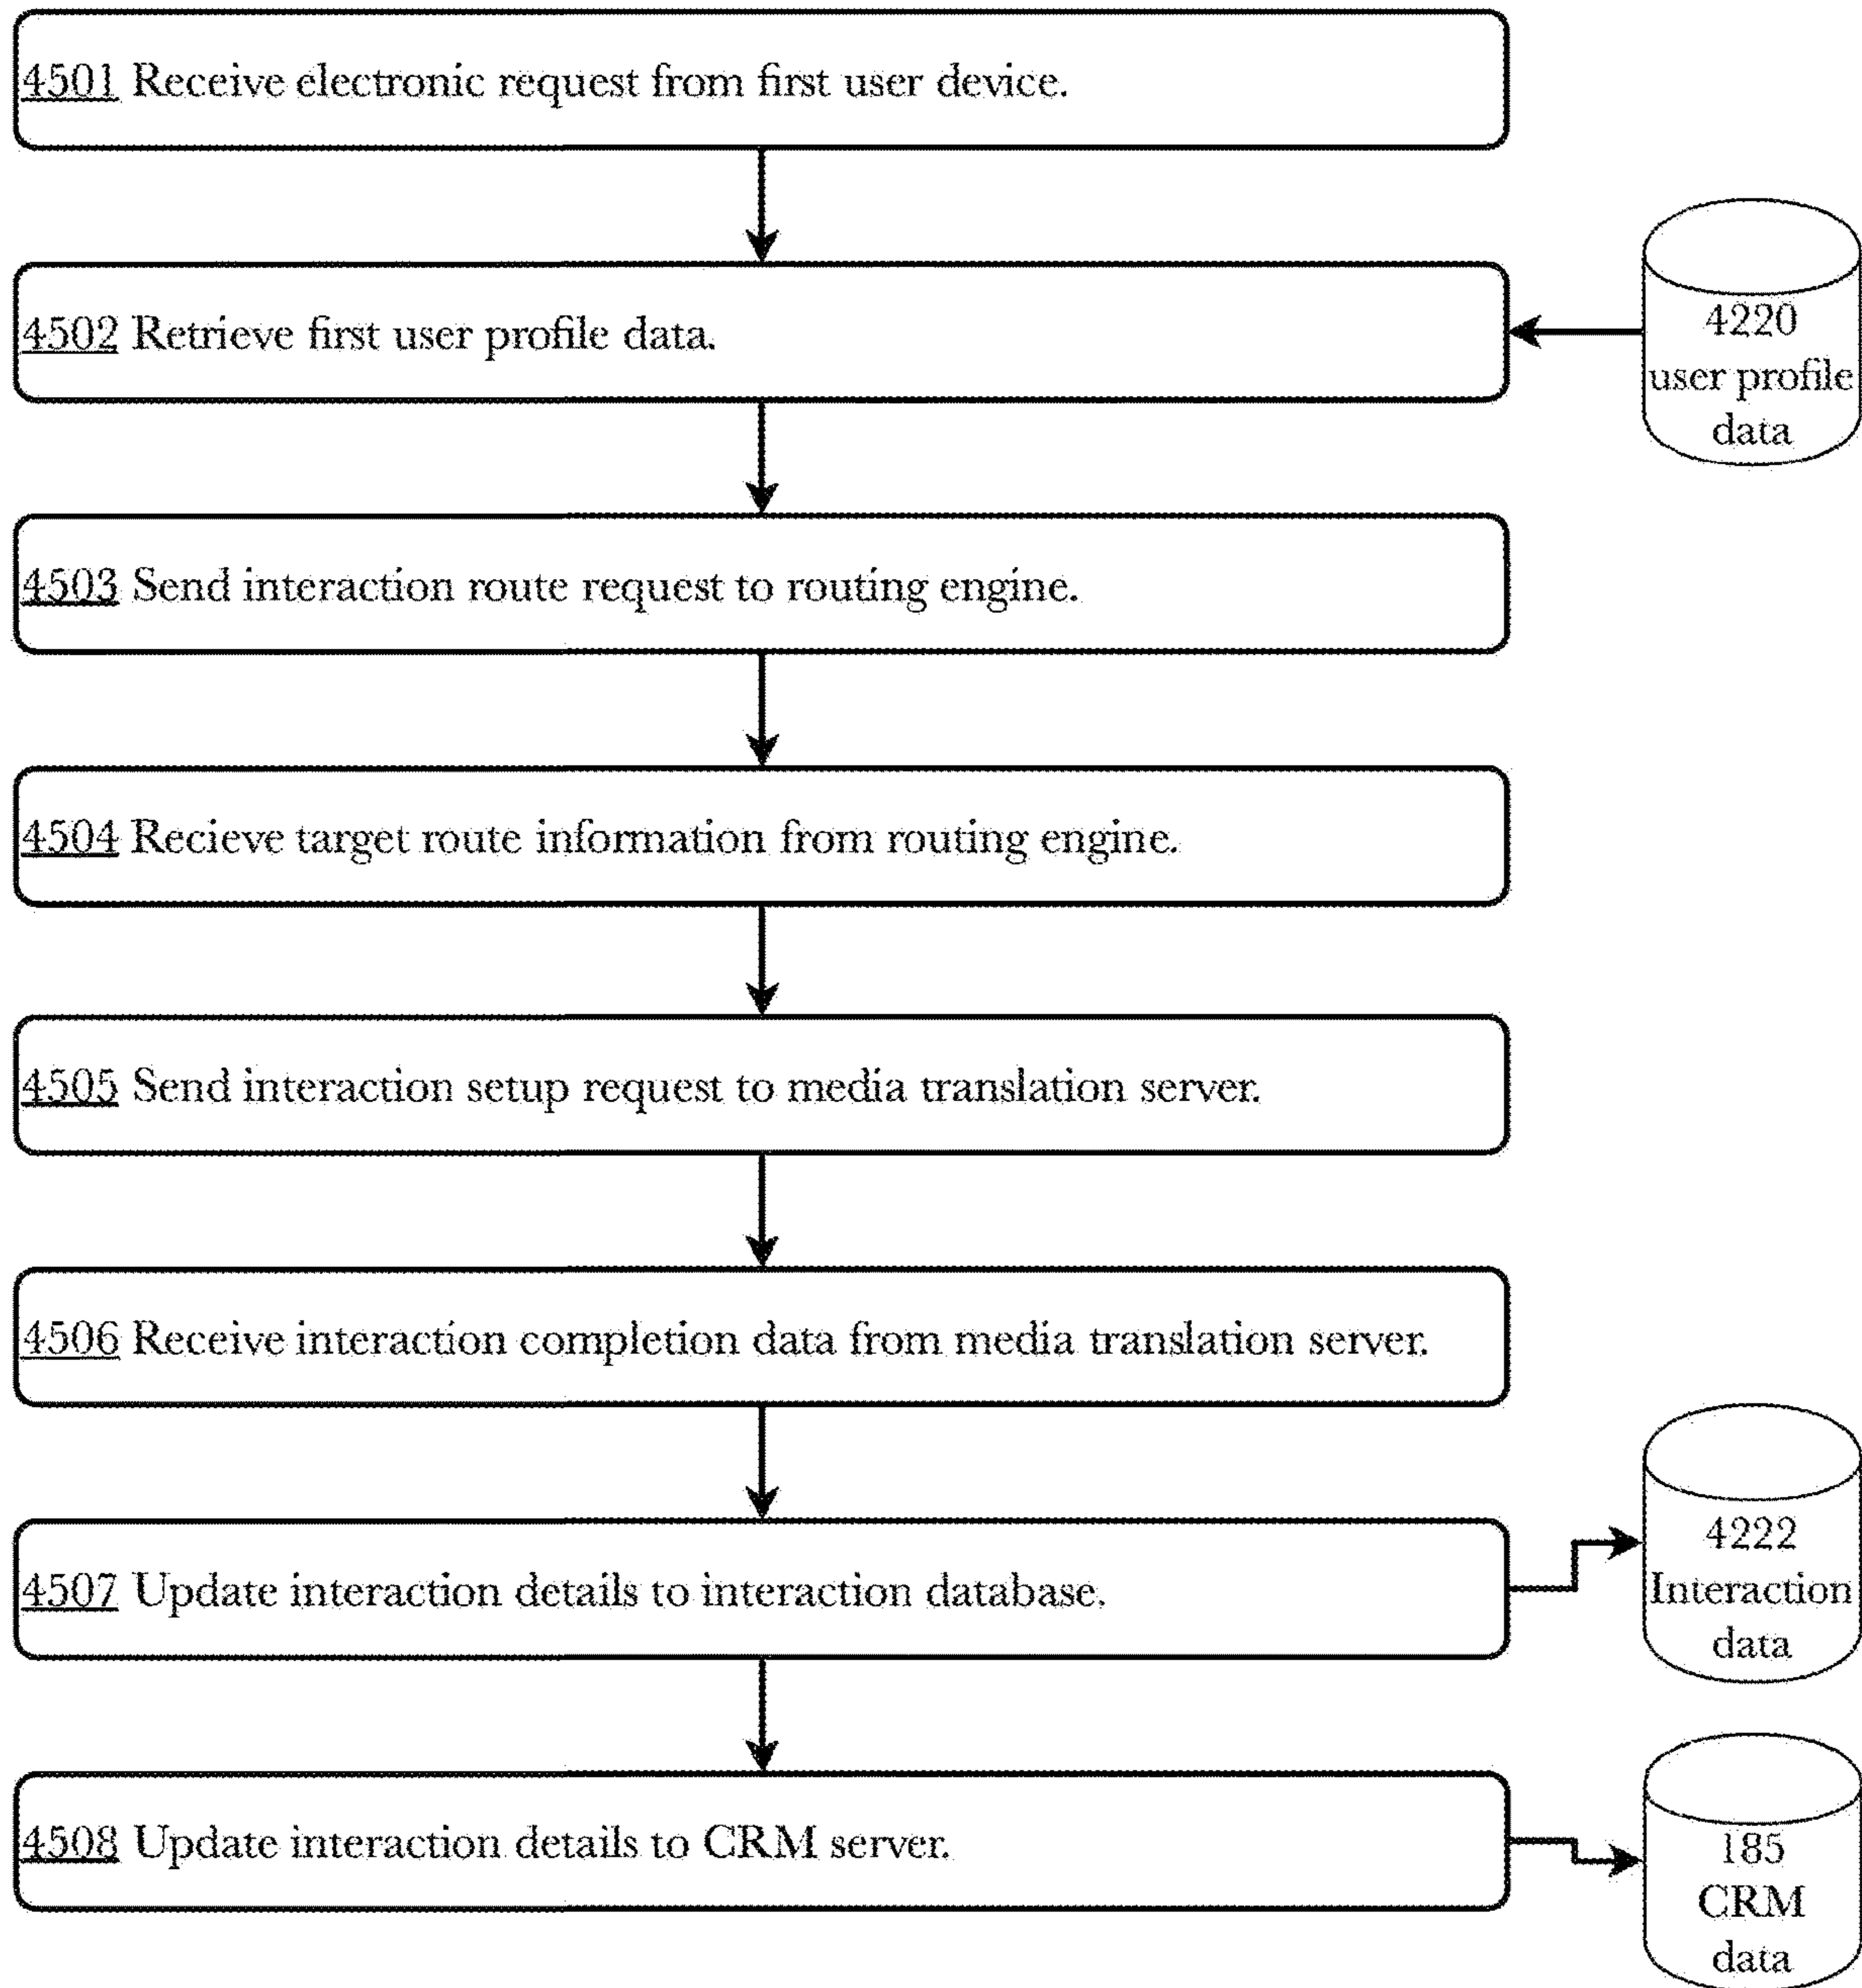 4501 Receive electronic request from first user device.
4502 Retrieve first user profile data.
4220
user profile
data
4503 Send interaction route request to routing engine.
4504 Recieve target route information from routing engine.
4505 Send interaction setup request to media translation server.
4506 Receive interaction completion data from media translation server.
4507 Update interaction details to interaction database.
4222
Interaction
data
4508 Update interaction details to CRM server.
185
CRM
data